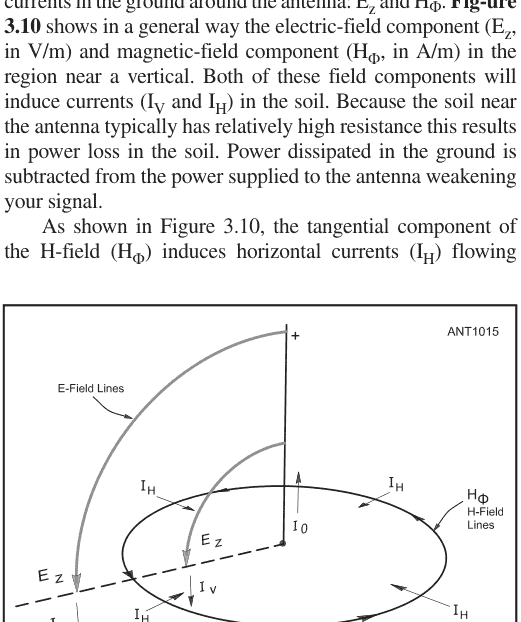 currents in the ground around the antenna: E_z and H_Φ. Fig-ure
3.10 shows in a general way the electric-field component (E_z,
in V/m) and magnetic-field component (H_Φ, in A/m) in the
region near a vertical. Both of these field components will
induce currents (I_V and I_H) in the soil. Because the soil near
the antenna typically has relatively high resistance this results
in power loss in the soil. Power dissipated in the ground is
subtracted from the power supplied to the antenna weakening
your signal.
As shown in Figure 3.10, the tangential component of
the H-field (H_Φ) induces horizontal currents (I_H) flowing
ANT1015
+
E-Field Lines
I_H
I_H
H_Φ
H-Field
Lines
I_0
E_z
E_z
I_v
I_H
I_H